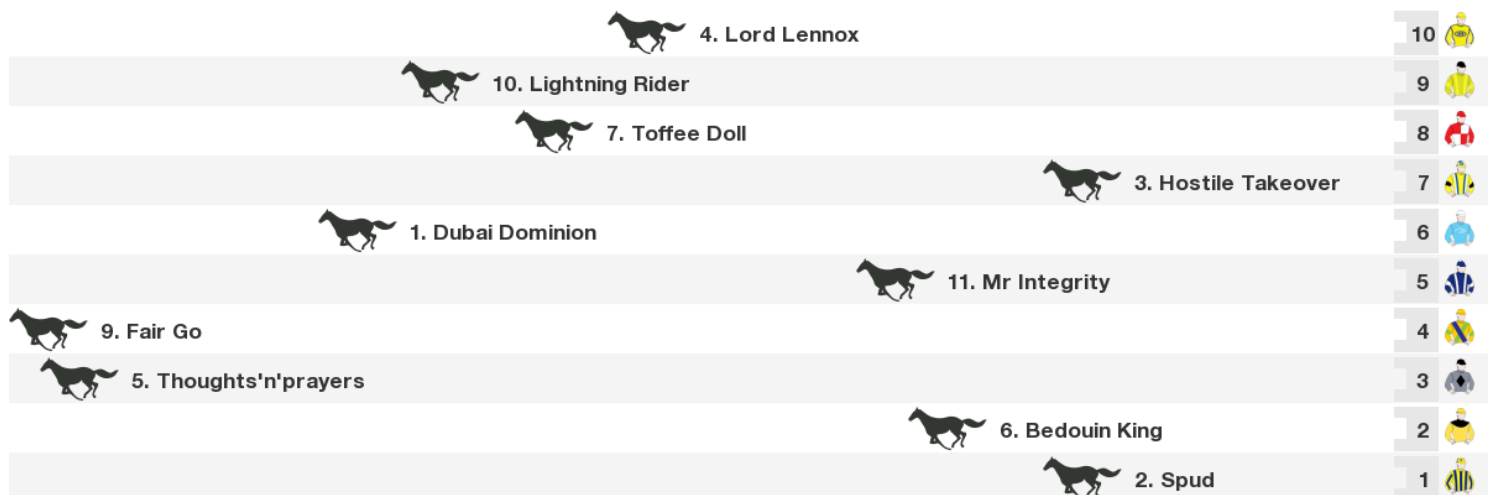 4. Lord Lennox 10
10. Lightning Rider 9
7. Toffee Doll 8
3. Hostile Takeover 7
1. Dubai Dominion 6
11. Mr Integrity 5
9. Fair Go 4
5. Thoughts'n'prayers 3
6. Bedouin King 2
2. Spud 1